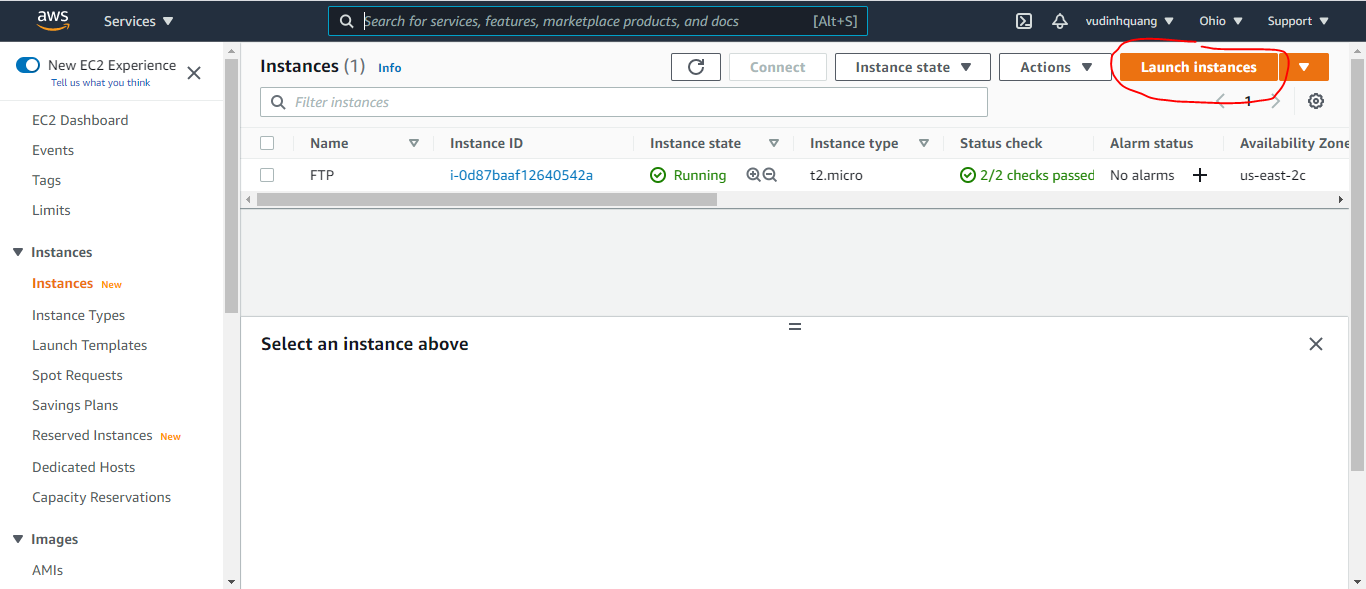 aws Services Search for services, features, marketplace products, and docs [Alt+S] vudinhquang Ohio Support
New EC2 Experience
Tell us what you think
EC2 Dashboard
Events
Tags
Limits
Instances
Instances New
Instance Types
Launch Templates
Spot Requests
Savings Plans
Reserved Instances New
Dedicated Hosts
Capacity Reservations
Images
AMIs
Instances (1) Info Connect Instance state Actions Launch instances
Filter instances 1
Name Instance ID Instance state Instance type Status check Alarm status Availability Zone
FTP i-0d87baaf12640542a Running t2.micro 2/2 checks passed No alarms us-east-2c
Select an instance above